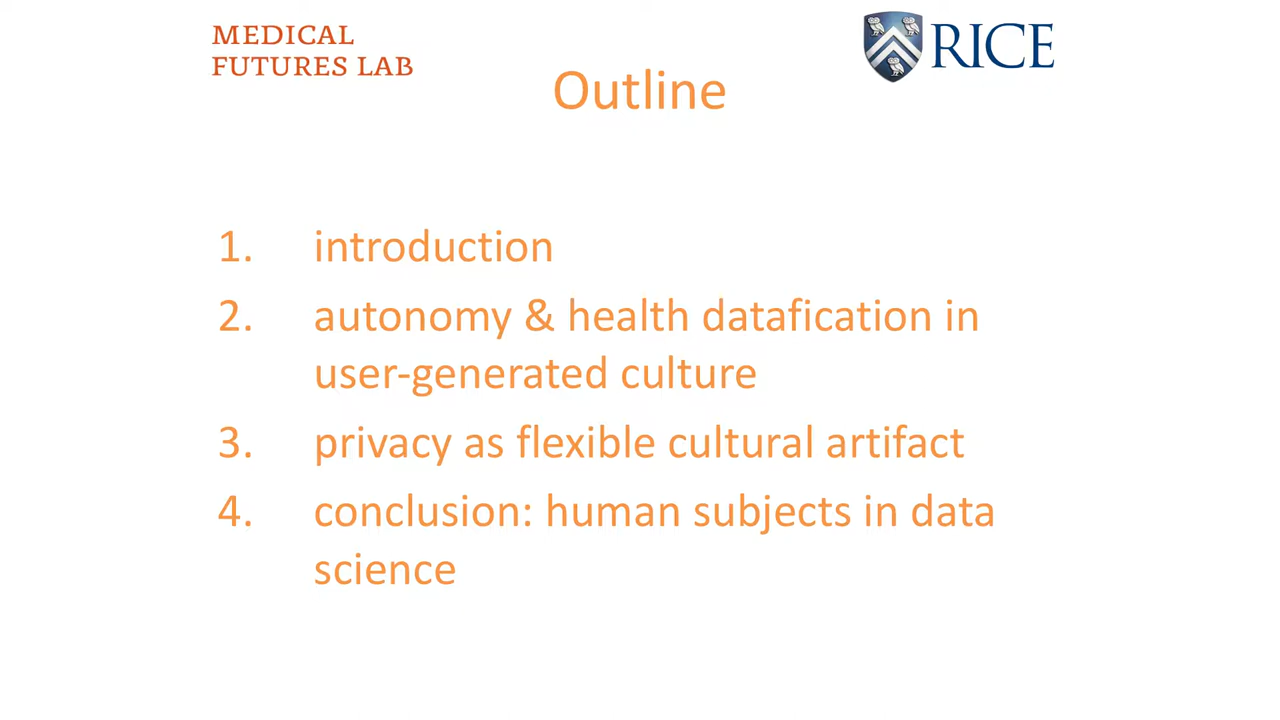 MEDICAL
FUTURES LAB
RICE
Outline
1. introduction
2. autonomy & health datafication in
user-generated culture
3. privacy as flexible cultural artifact
4. conclusion: human subjects in data
science